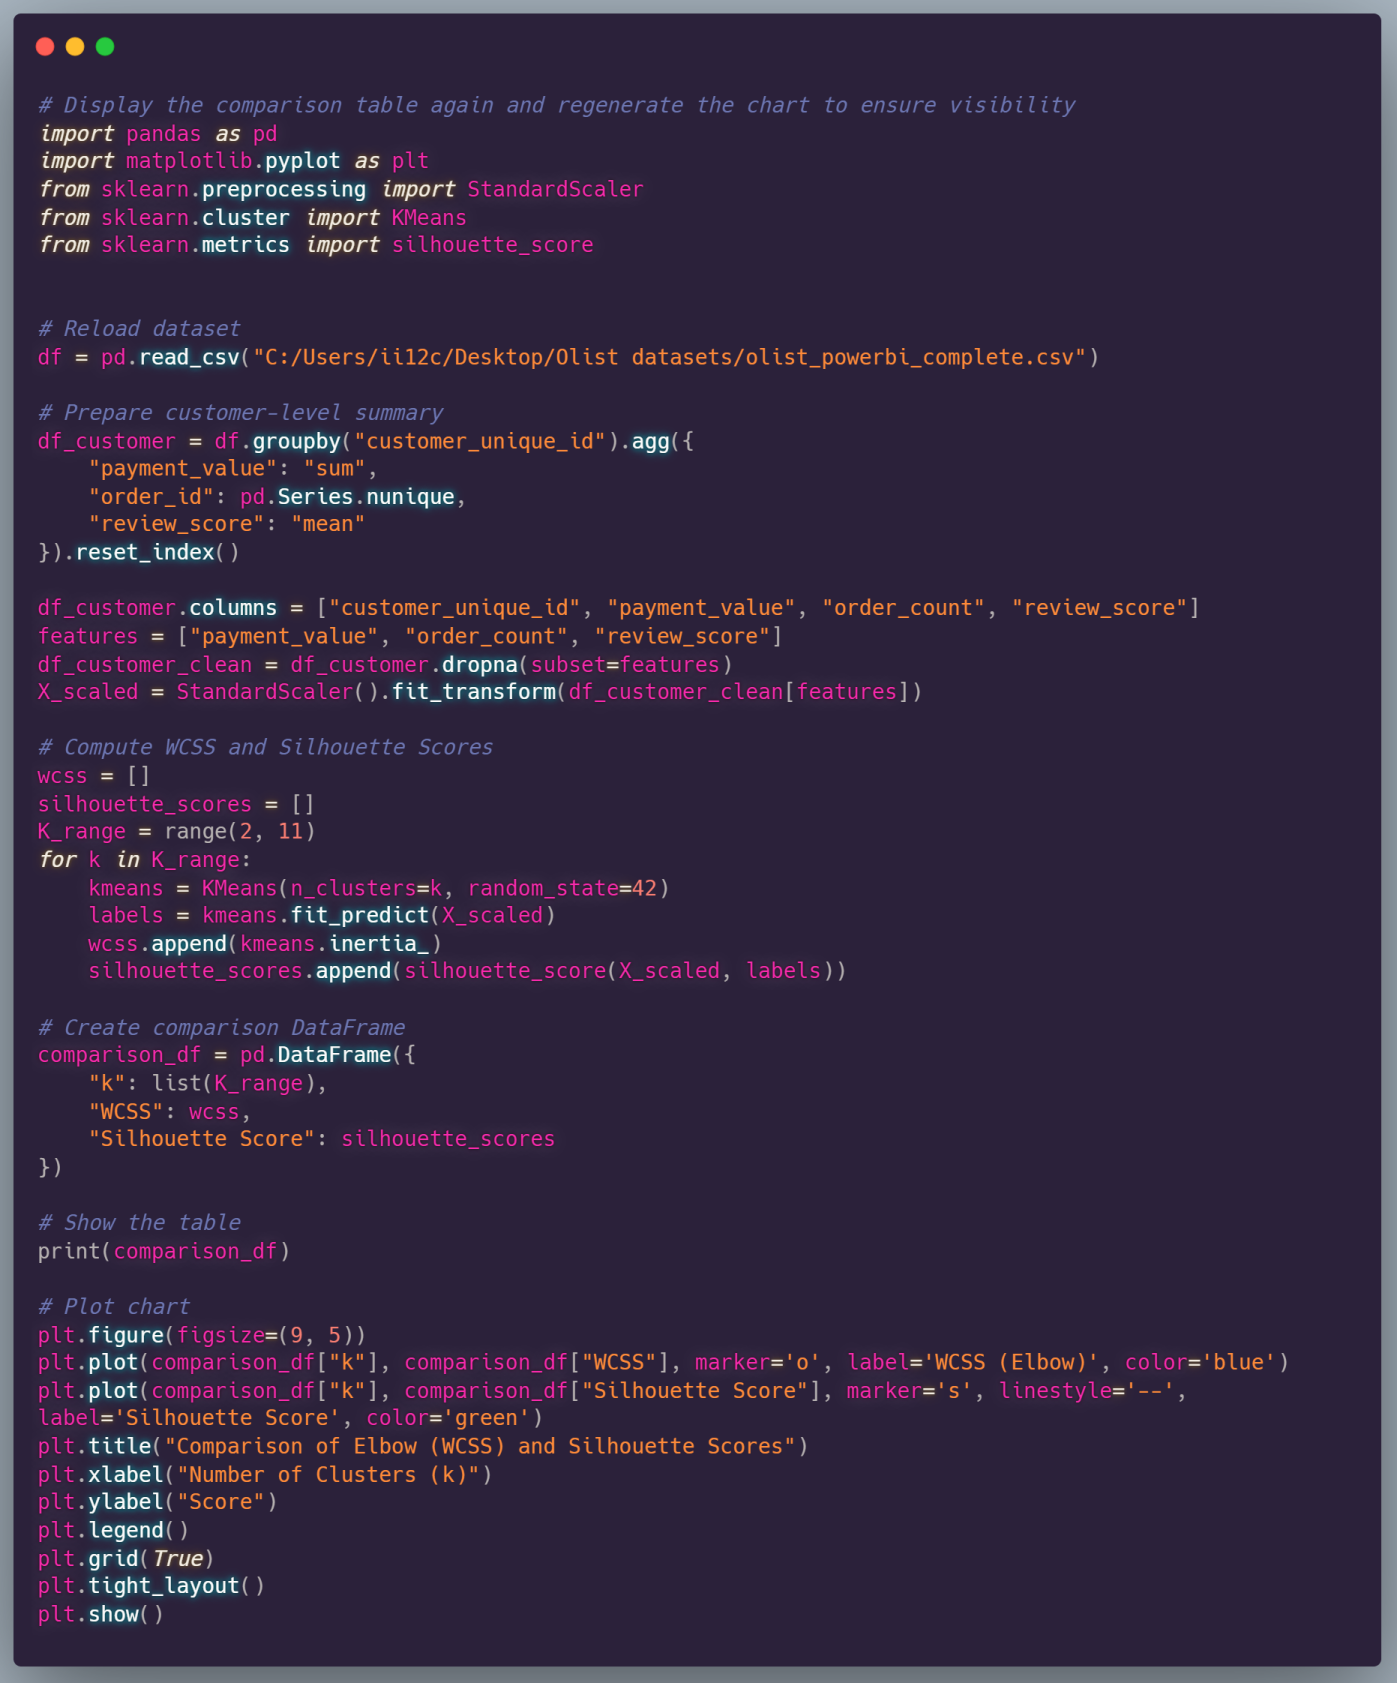 # Display the comparison table again and regenerate the chart to ensure visibility
import pandas as pd
import matplotlib.pyplot as plt
from sklearn.preprocessing import StandardScaler
from sklearn.cluster import KMeans
from sklearn.metrics import silhouette_score


# Reload dataset
df = pd.read_csv("C:/Users/ii12c/Desktop/Olist datasets/olist_powerbi_complete.csv")

# Prepare customer-level summary
df_customer = df.groupby("customer_unique_id").agg({
    "payment_value": "sum",
    "order_id": pd.Series.nunique,
    "review_score": "mean"
}).reset_index()

df_customer.columns = ["customer_unique_id", "payment_value", "order_count", "review_score"]
features = ["payment_value", "order_count", "review_score"]
df_customer_clean = df_customer.dropna(subset=features)
X_scaled = StandardScaler().fit_transform(df_customer_clean[features])

# Compute WCSS and Silhouette Scores
wcss = []
silhouette_scores = []
K_range = range(2, 11)
for k in K_range:
    kmeans = KMeans(n_clusters=k, random_state=42)
    labels = kmeans.fit_predict(X_scaled)
    wcss.append(kmeans.inertia_)
    silhouette_scores.append(silhouette_score(X_scaled, labels))

# Create comparison DataFrame
comparison_df = pd.DataFrame({
    "k": list(K_range),
    "WCSS": wcss,
    "Silhouette Score": silhouette_scores
})

# Show the table
print(comparison_df)

# Plot chart
plt.figure(figsize=(9, 5))
plt.plot(comparison_df["k"], comparison_df["WCSS"], marker='o', label='WCSS (Elbow)', color='blue')
plt.plot(comparison_df["k"], comparison_df["Silhouette Score"], marker='s', linestyle='--',
label='Silhouette Score', color='green')
plt.title("Comparison of Elbow (WCSS) and Silhouette Scores")
plt.xlabel("Number of Clusters (k)")
plt.ylabel("Score")
plt.legend()
plt.grid(True)
plt.tight_layout()
plt.show()